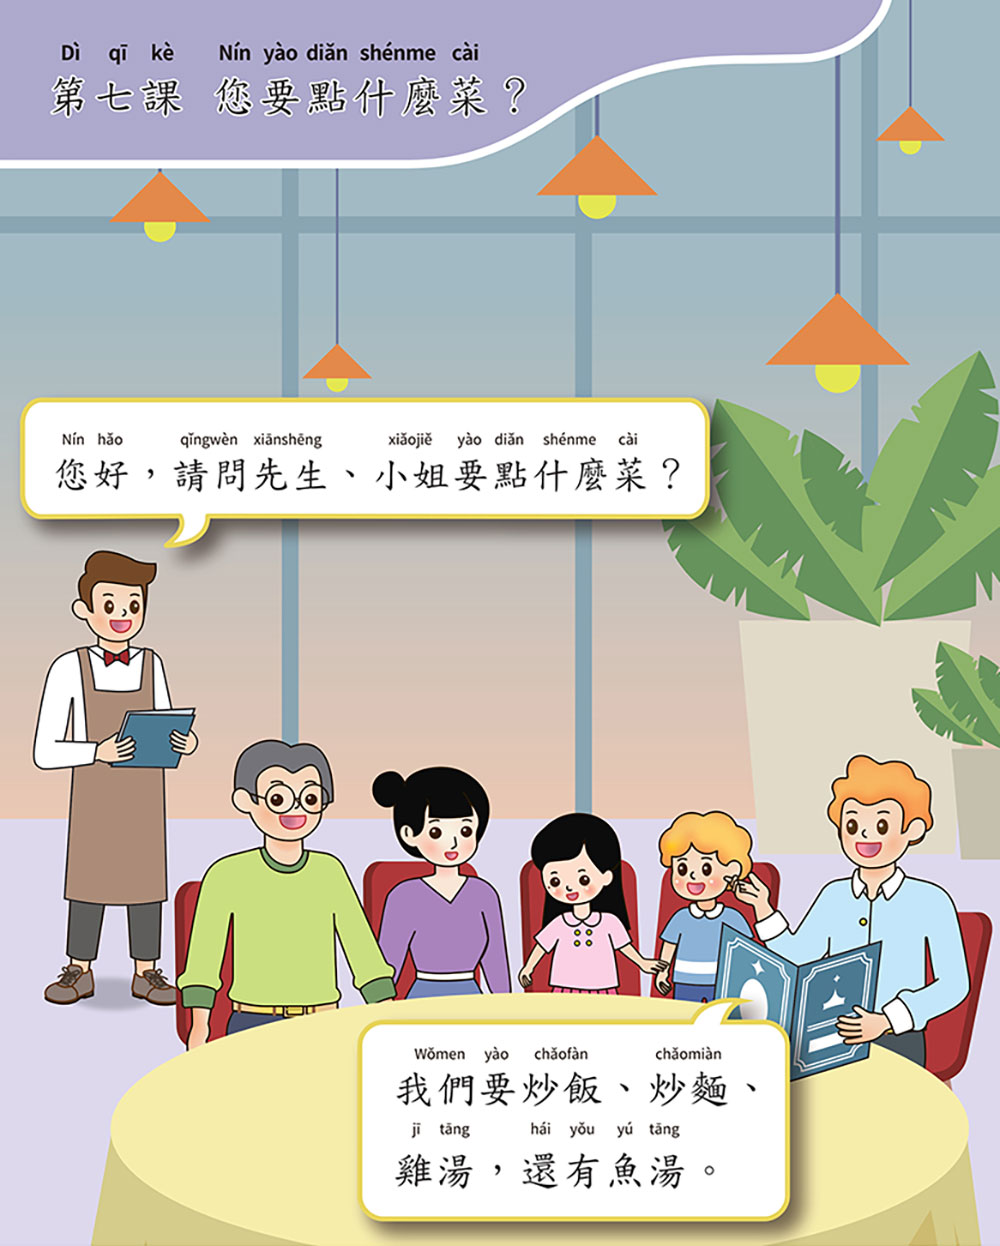 Dì qī kè Nín yào diǎn shénme cài
第七課 您要點什麼菜？
Nín hǎo qǐngwèn xiānshēng xiǎojiě yào diǎn shénme cài
您好，請問先生、小姐要點什麼菜？
Wǒmen yào chǎofàn chǎomiàn
我們要炒飯、炒麵、
jī tāng hái yǒu yú tāng
雞湯，還有魚湯。